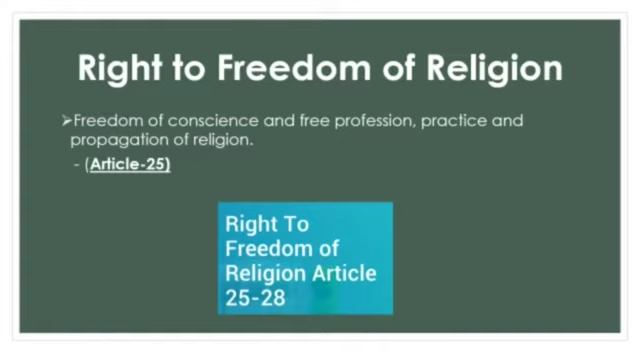 Right to Freedom of Religion
➢Freedom of conscience and free profession, practice and
propagation of religion.
- (Article-25)
Right To
Freedom of
Religion Article
25-28